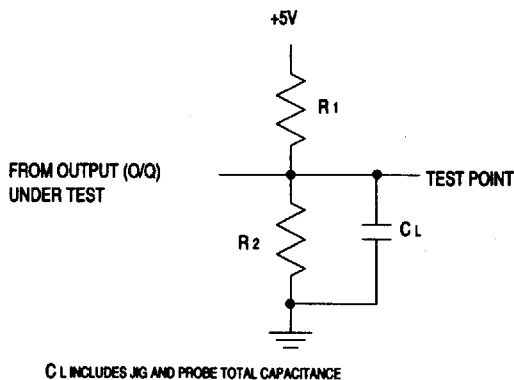 +5V
R1
FROM OUTPUT (O/Q)
UNDER TEST
TEST POINT
R2
CL
CL INCLUDES JIG AND PROBE TOTAL CAPACITANCE